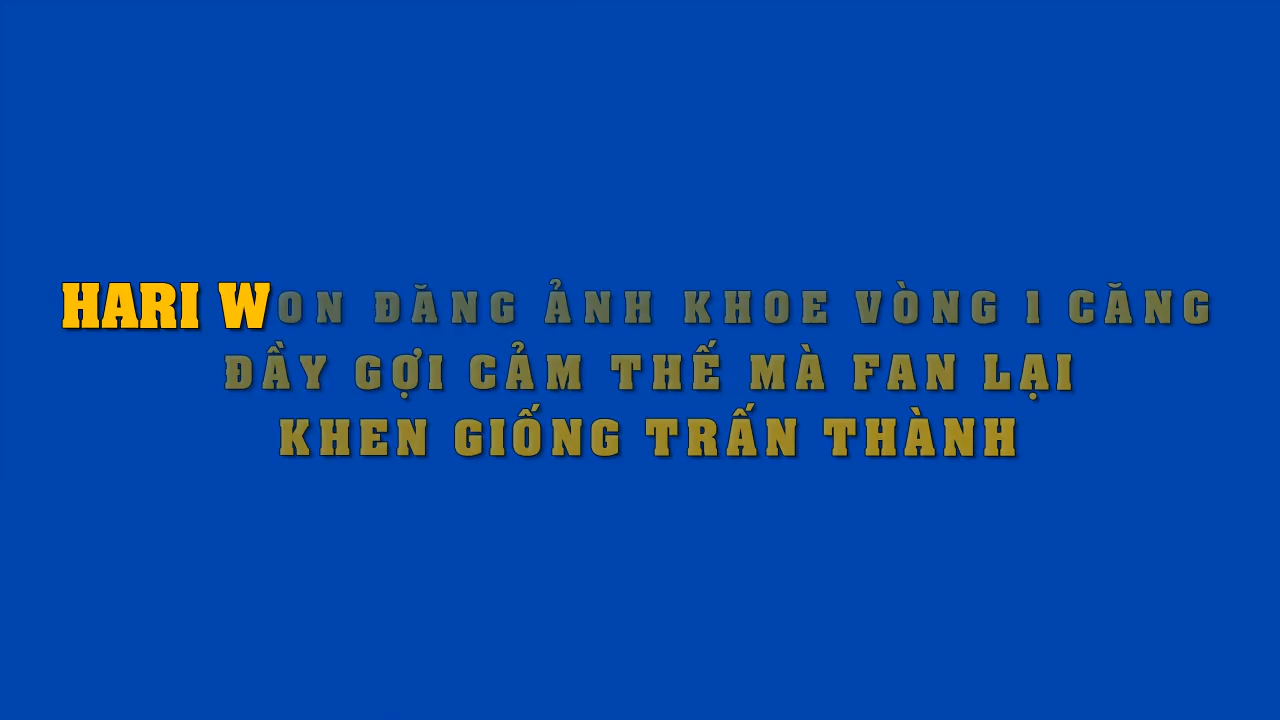 HARI WON ĐĂNG ẢNH KHOE VÒNG 1 CĂNG
ĐẦY GỢI CẢM THẾ MÀ FAN LẠI
KHEN GIỐNG TRẤN THÀNH